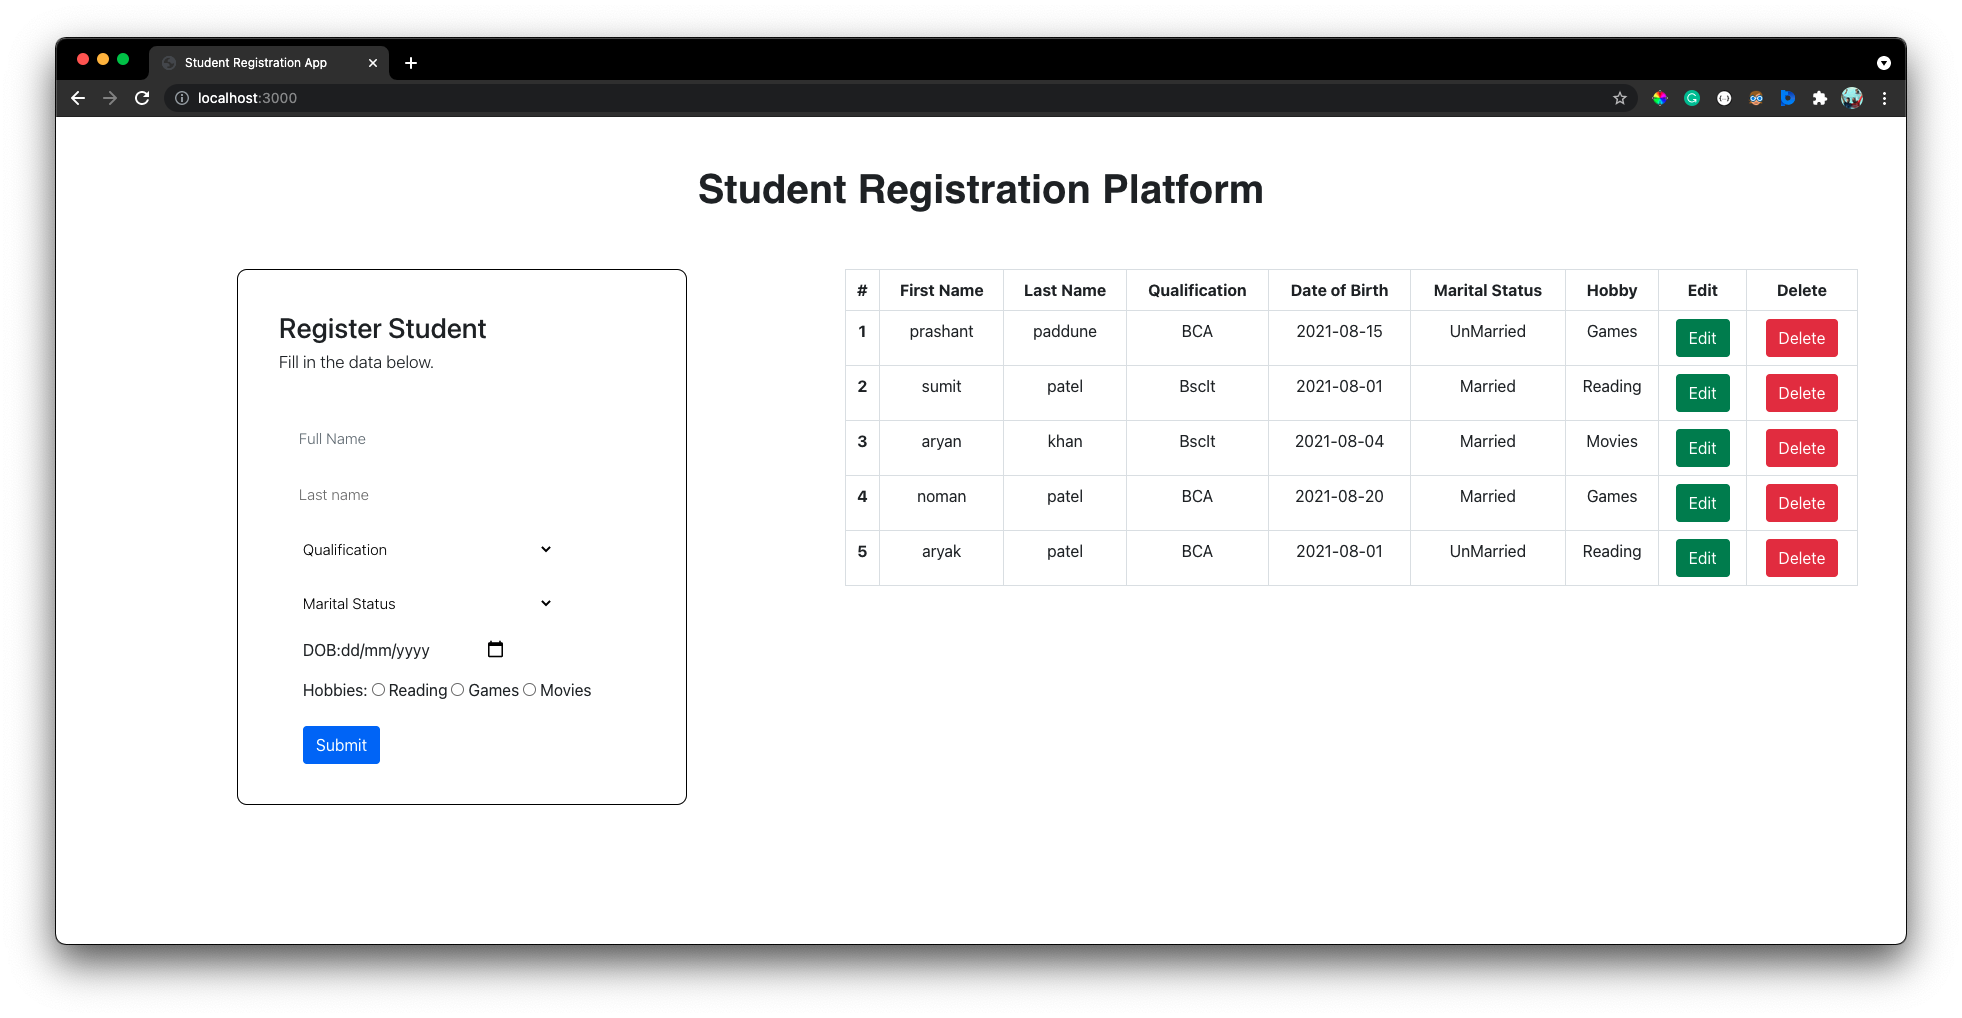 Student Registration App
localhost:3000
Student Registration Platform
Register Student
Fill in the data below.
Full Name
Last name
Qualification
Marital Status
DOB:dd/mm/yyyy
Hobbies: Reading Games Movies
Submit
# First Name Last Name Qualification Date of Birth Marital Status Hobby Edit Delete
1 prashant paddune BCA 2021-08-15 UnMarried Games Edit Delete
2 sumit patel BscIt 2021-08-01 Married Reading Edit Delete
3 aryan khan BscIt 2021-08-04 Married Movies Edit Delete
4 noman patel BCA 2021-08-20 Married Games Edit Delete
5 aryak patel BCA 2021-08-01 UnMarried Reading Edit Delete